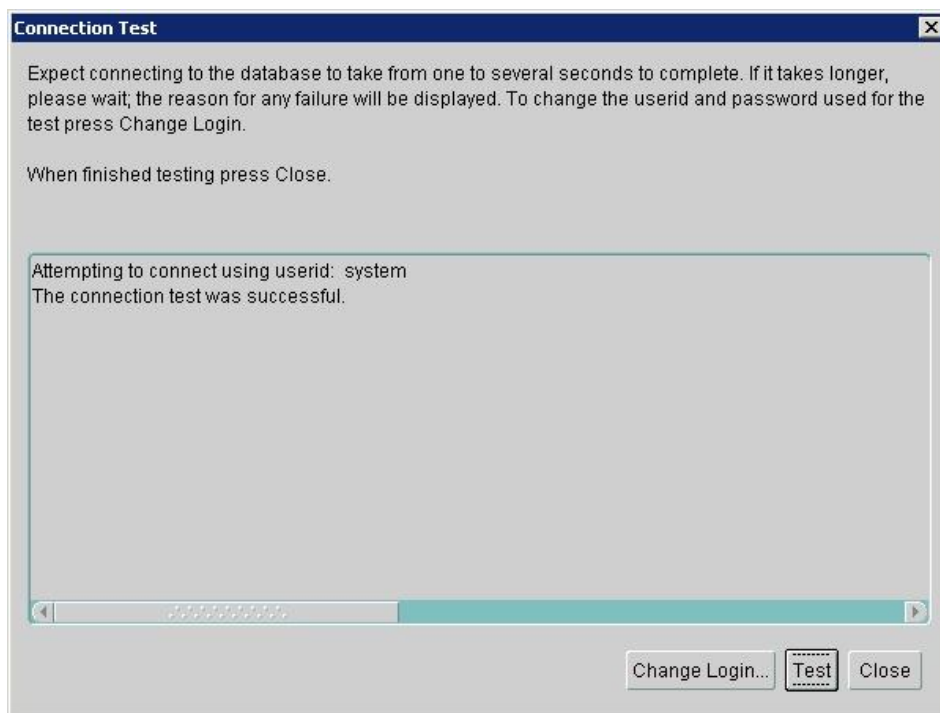 Connection Test
Expect connecting to the database to take from one to several seconds to complete. If it takes longer,
please wait; the reason for any failure will be displayed. To change the userid and password used for the
test press Change Login.
When finished testing press Close.
Attempting to connect using userid: system
The connection test was successful.
Change Login... Test Close